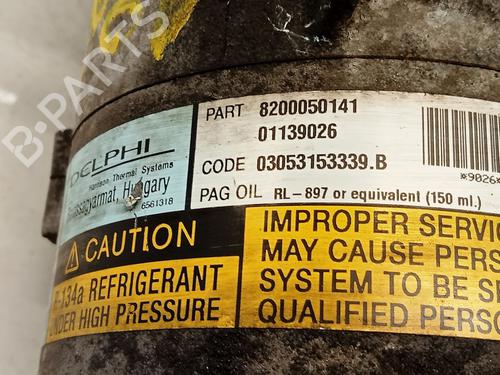 B-PARTS
DELPHI
Harrison Thermal Systems
Hungary
6561318
PART 8200050141
01139026
CODE 03053153339.B
PAG OIL RL-897 or equivalent (150 ml.)
*9026*
CAUTION
R-134a REFRIGERANT
UNDER HIGH PRESSURE
IMPROPER SERVIC
MAY CAUSE PERS
SYSTEM TO BE SE
QUALIFIED PERSO